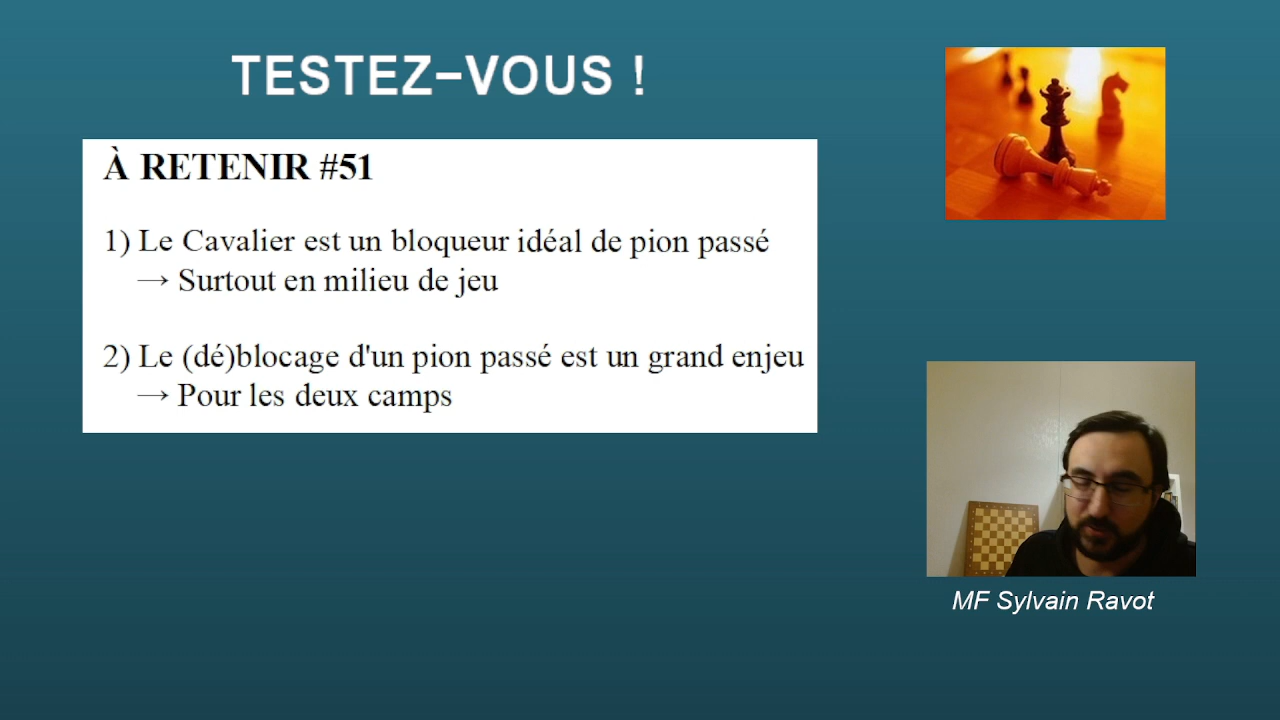 TESTEZ-VOUS !
À RETENIR #51
1) Le Cavalier est un bloqueur idéal de pion passé
→ Surtout en milieu de jeu
2) Le (dé)blocage d'un pion passé est un grand enjeu
→ Pour les deux camps
MF Sylvain Ravot